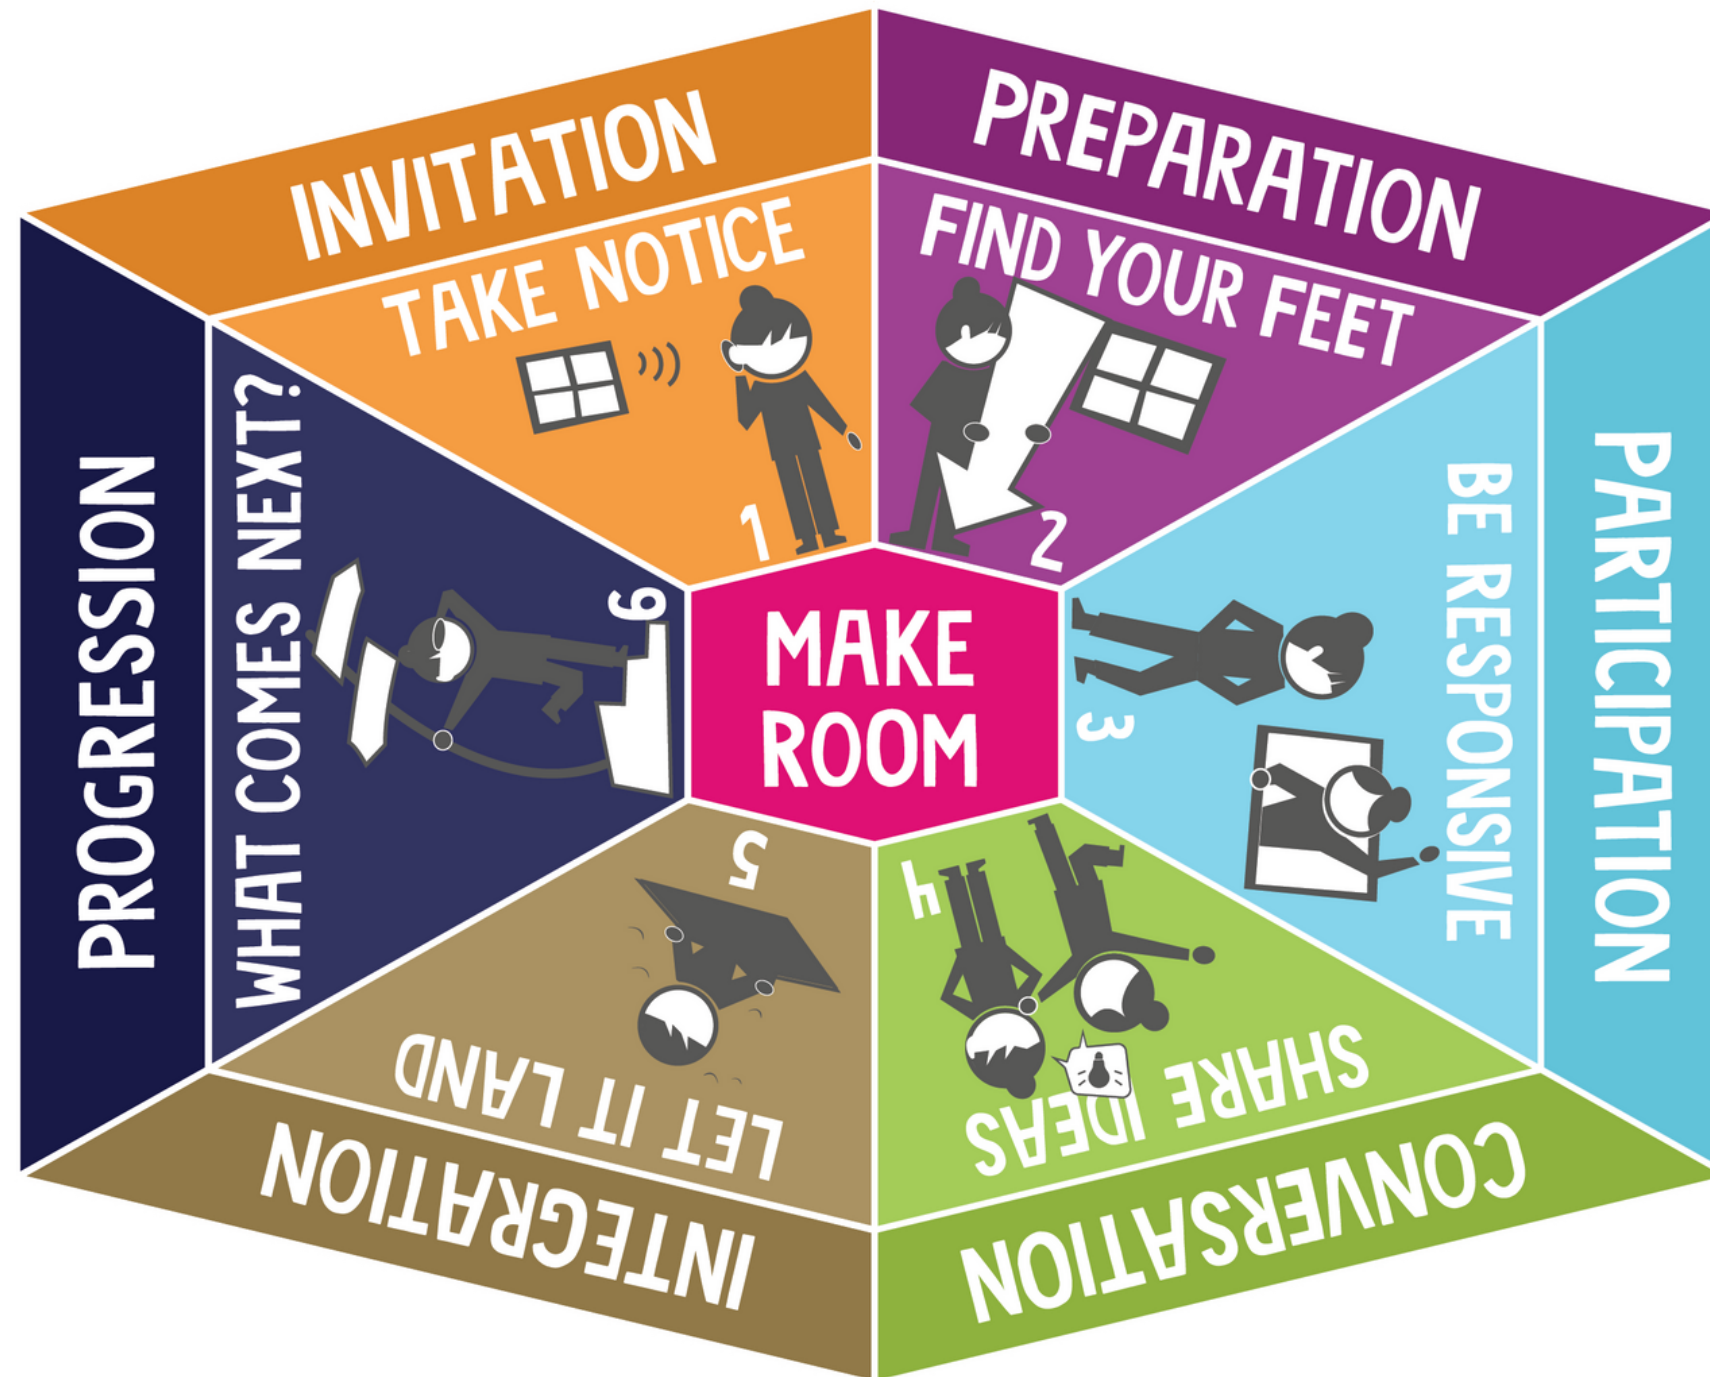 INVITATION
TAKE NOTICE
1
PREPARATION
FIND YOUR FEET
2
PARTICIPATION
BE RESPONSIVE
3
CONVERSATION
SHARE IDEAS
4
INTEGRATION
LET IT LAND
5
PROGRESSION
WHAT COMES NEXT?
6
MAKE
ROOM